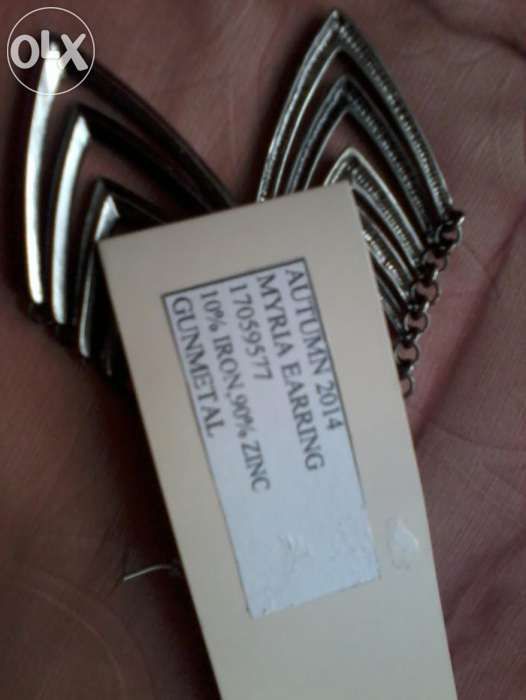 OLX
AUTUMN 2014
MYRIA EARRING
17059577
10% IRON,90% ZINC
GUNMETAL